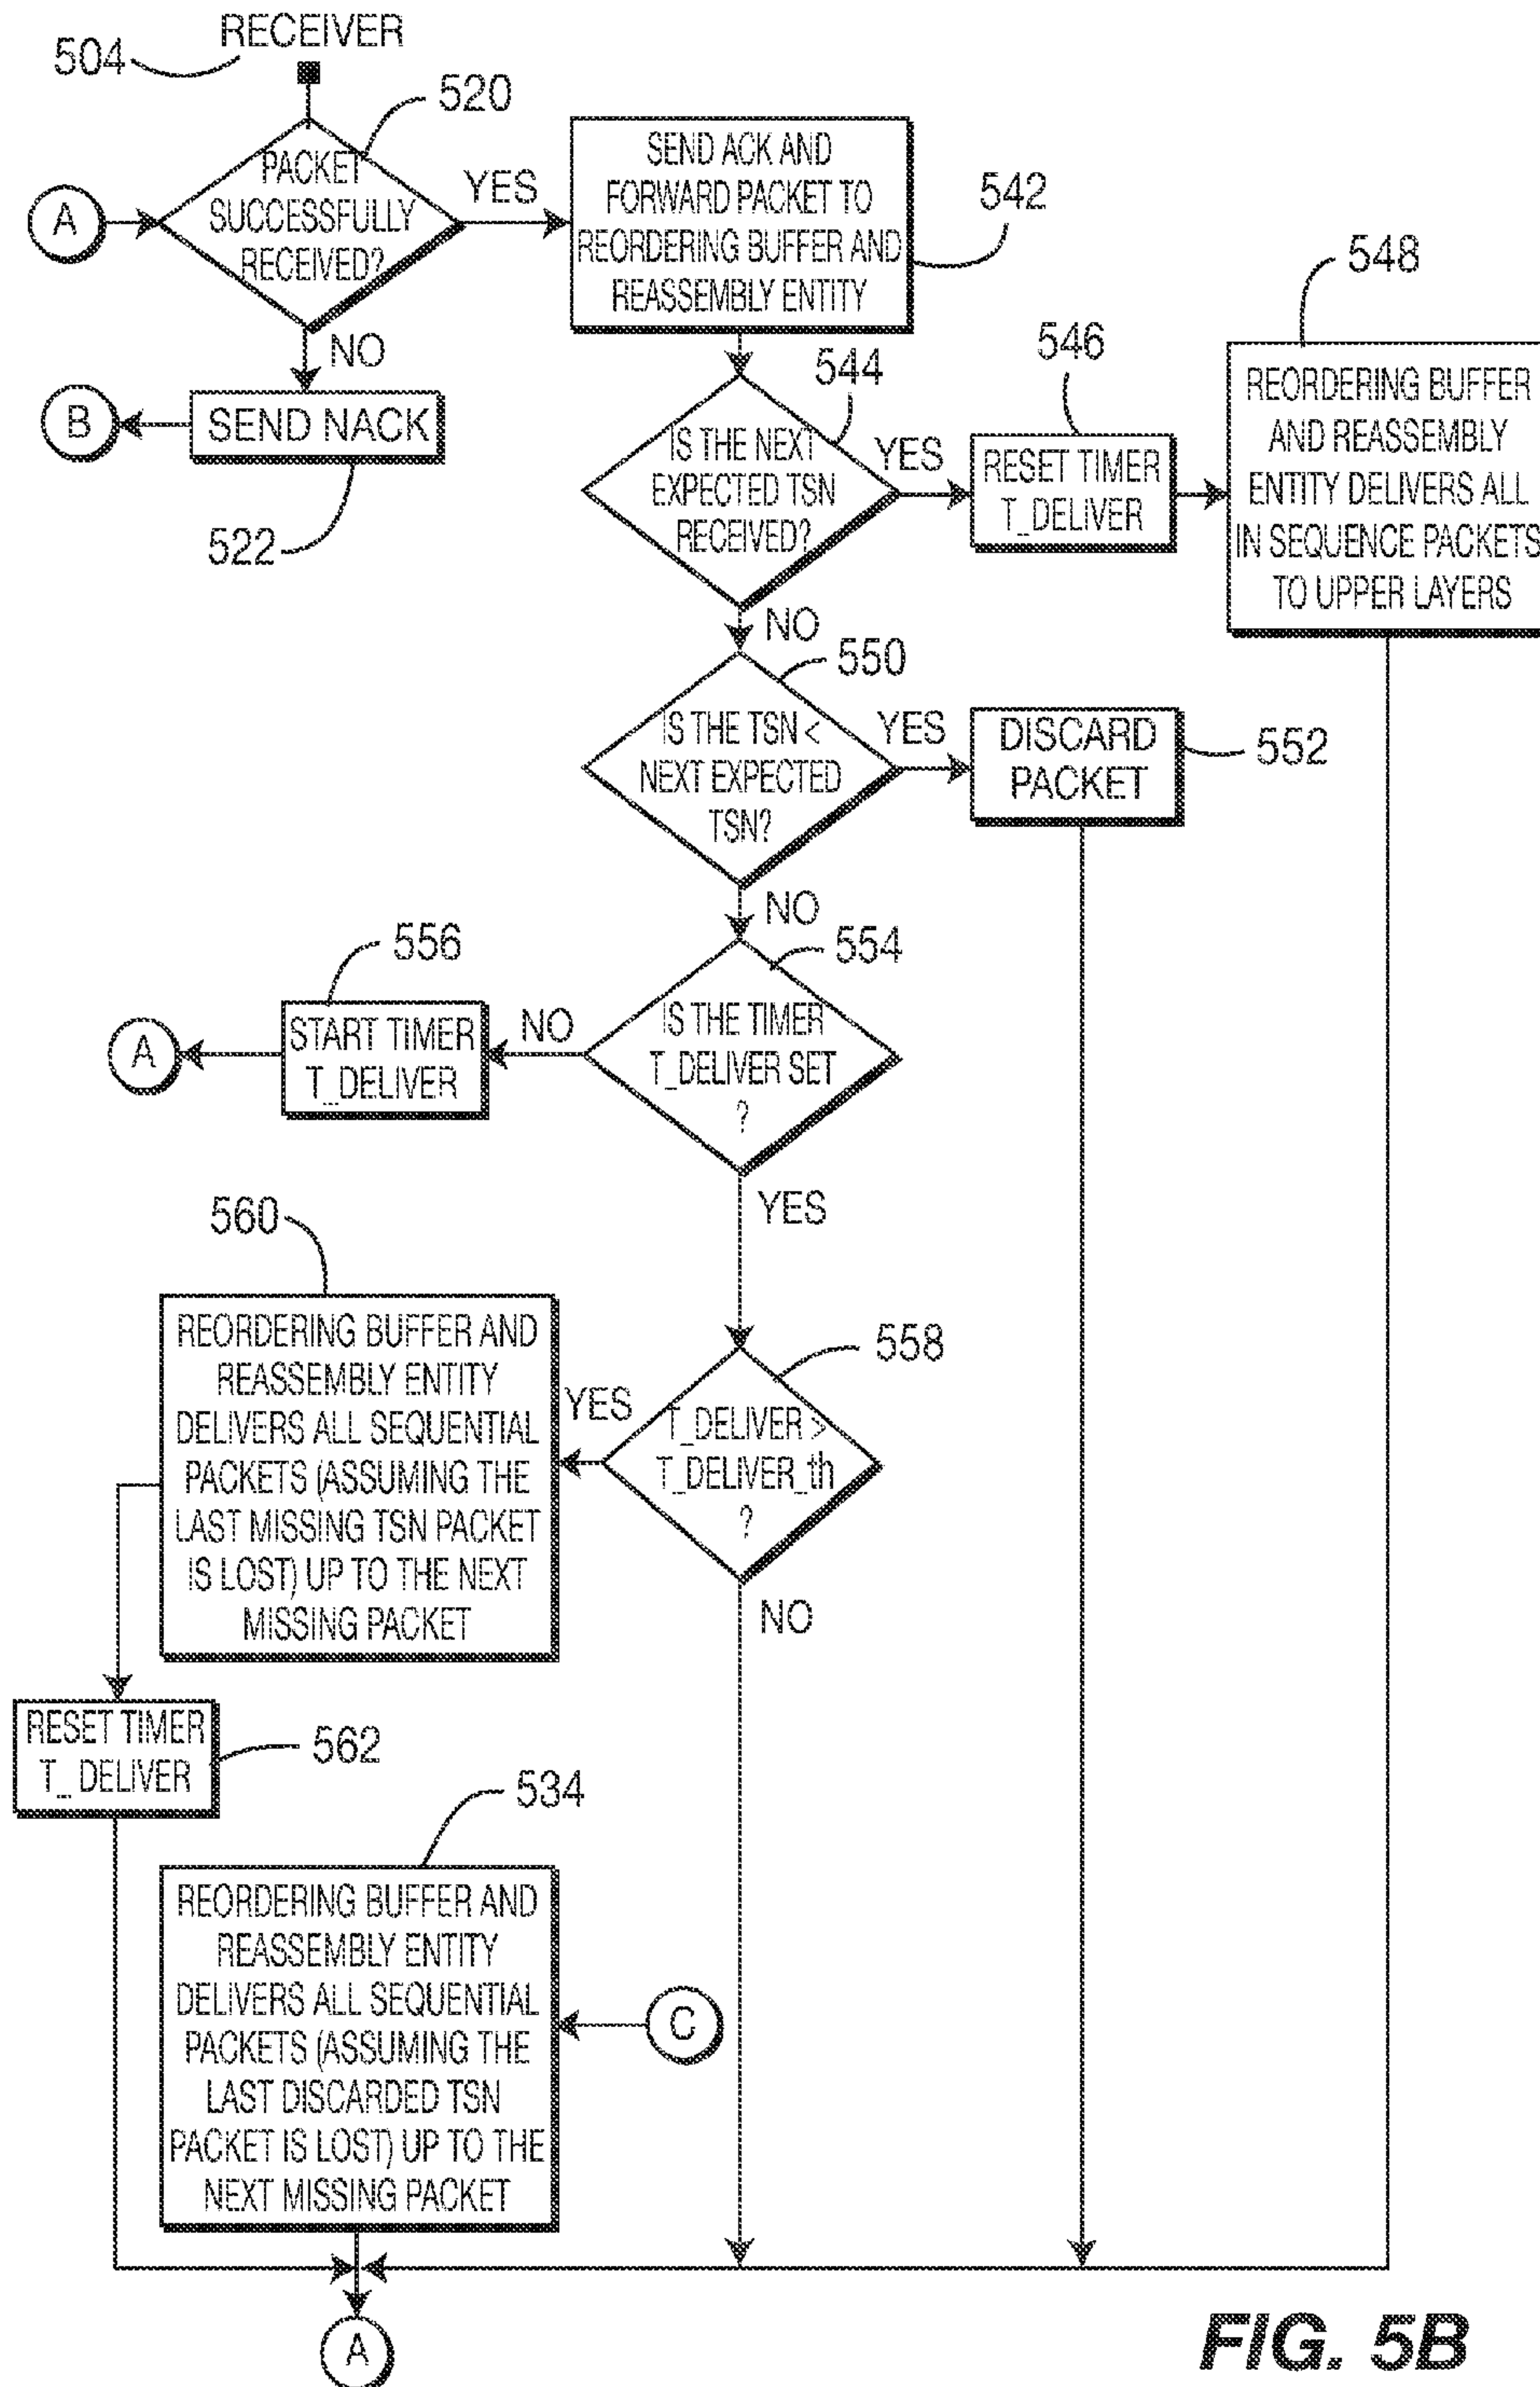 RECEIVER
504
520
PACKET
SUCCESSFULLY
RECEIVED?
A
YES
SEND ACK AND
FORWARD PACKET TO
REORDERING BUFFER AND
REASSEMBLY ENTITY
542
NO
B
SEND NACK
522
544
IS THE NEXT
EXPECTED TSN
RECEIVED?
YES
546
RESET TIMER
T_DELIVER
548
REORDERING BUFFER
AND REASSEMBLY
ENTITY DELIVERS ALL
IN SEQUENCE PACKETS
TO UPPER LAYERS
NO
550
IS THE TSN <
NEXT EXPECTED
TSN?
YES
DISCARD
PACKET
552
NO
554
IS THE TIMER
T_DELIVER SET
?
NO
556
START TIMER
T_DELIVER
A
YES
558
T_DELIVER >
T_DELIVER_th
?
YES
560
REORDERING BUFFER AND
REASSEMBLY ENTITY
DELIVERS ALL SEQUENTIAL
PACKETS (ASSUMING THE
LAST MISSING TSN PACKET
IS LOST) UP TO THE NEXT
MISSING PACKET
NO
RESET TIMER
T_ DELIVER
562
534
REORDERING BUFFER AND
REASSEMBLY ENTITY
DELIVERS ALL SEQUENTIAL
PACKETS (ASSUMING THE
LAST DISCARDED TSN
PACKET IS LOST) UP TO THE
NEXT MISSING PACKET
C
A
FIG. 5B